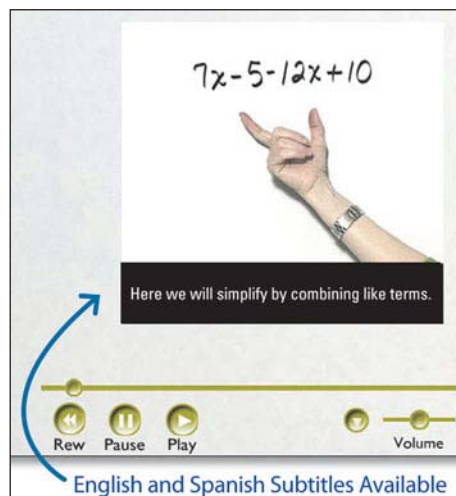 7x-5-12x+10
Here we will simplify by combining like terms.
Rew Pause Play Volume
English and Spanish Subtitles Available